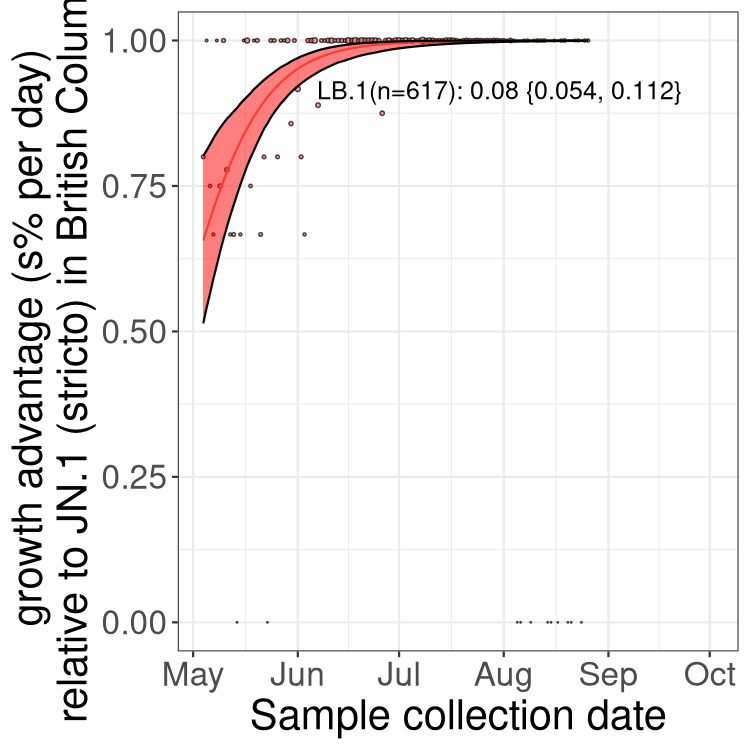 growth advantage (s% per day)
relative to JN.1 (stricto) in British Colum
1.00
0.75
0.50
0.25
0.00
LB.1(n=617): 0.08 {0.054, 0.112}
May Jun Jul Aug Sep Oct
Sample collection date